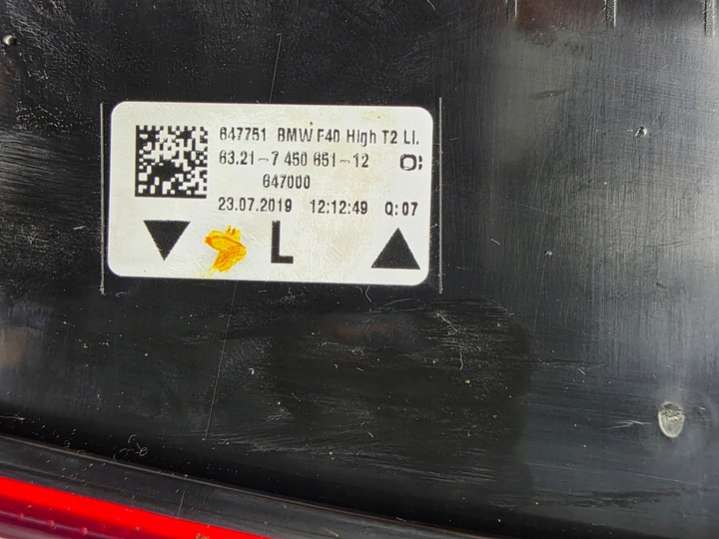 647751 BMW F40 High T2 LI.
63.21-7 450 651-12
647000
23.07.2019 12:12:49 Q:07
L